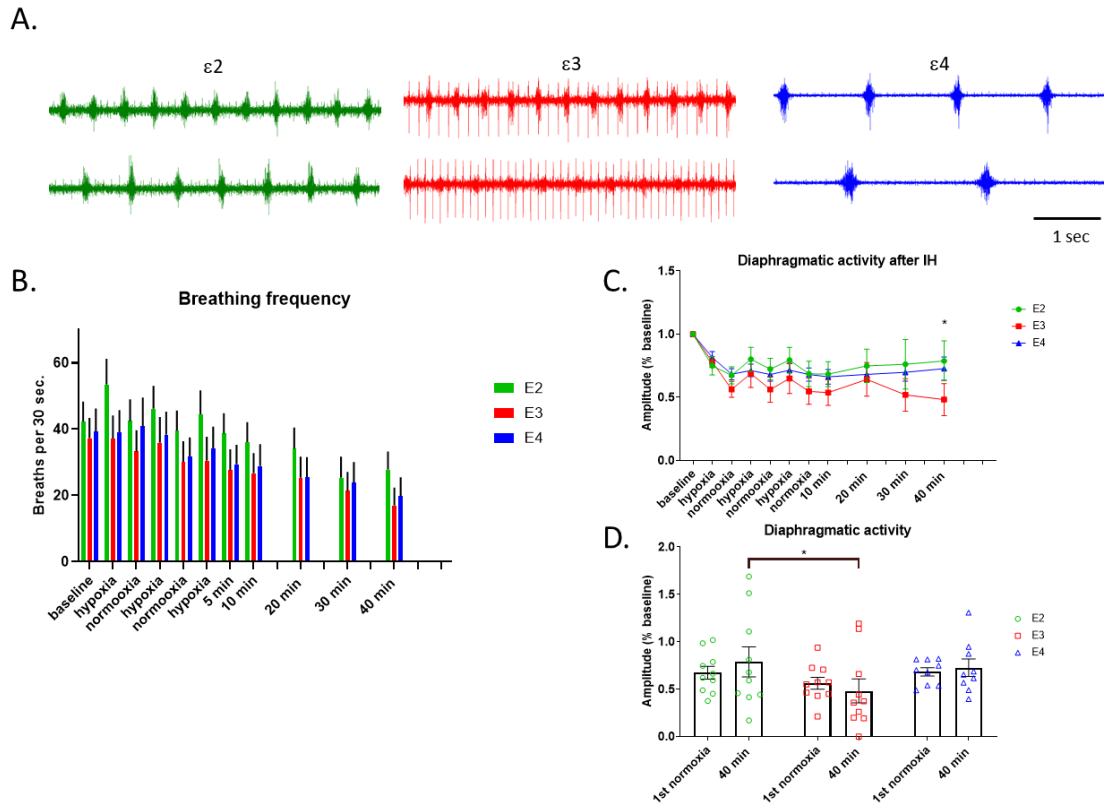 A.
ε2
ε3
ε4
1 sec
B.
Breathing frequency
Breaths per 30 sec.
60
40
20
0
baseline
hypoxia
normooxia
hypoxia
normooxia
hypoxia
5 min
10 min
20 min
30 min
40 min
E2
E3
E4
C.
Diaphragmatic activity after IH
Amplitude (% baseline)
1.5
1.0
0.5
0.0
*
baseline
hypoxia
normooxia
hypoxia
normoxia
hypoxia
normoxia
10 min
20 min
30 min
40 min
E2
E3
E4
D.
Diaphragmatic activity
Amplitude (% baseline)
2.0
1.5
1.0
0.5
0.0
*
1st normoxia
40 min
1st normoxia
40 min
1st normoxia
40 min
E2
E3
E4